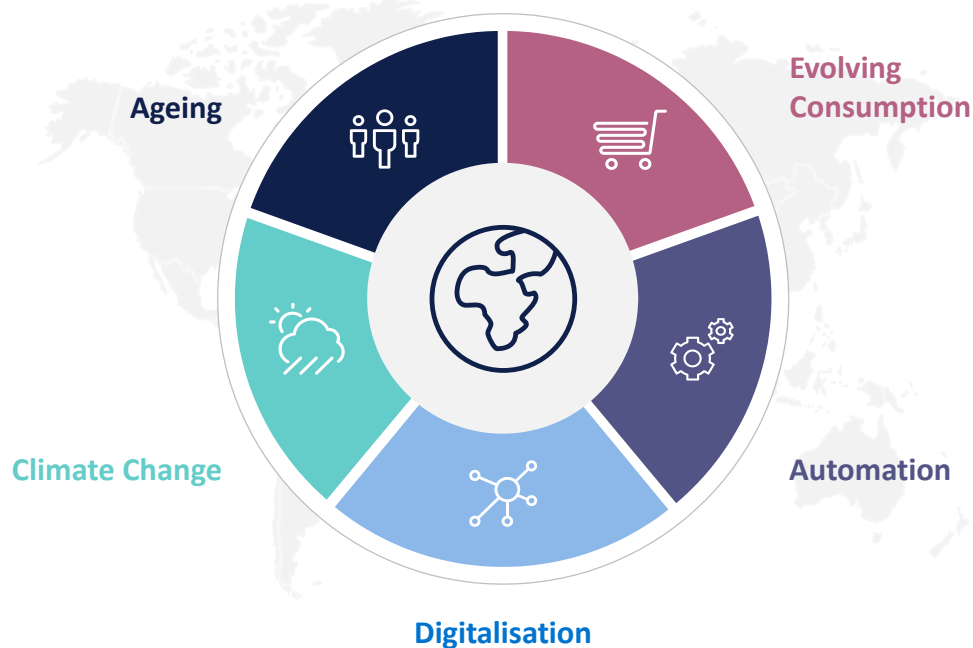 Evolving
Consumption
Ageing
Climate Change
Automation
Digitalisation